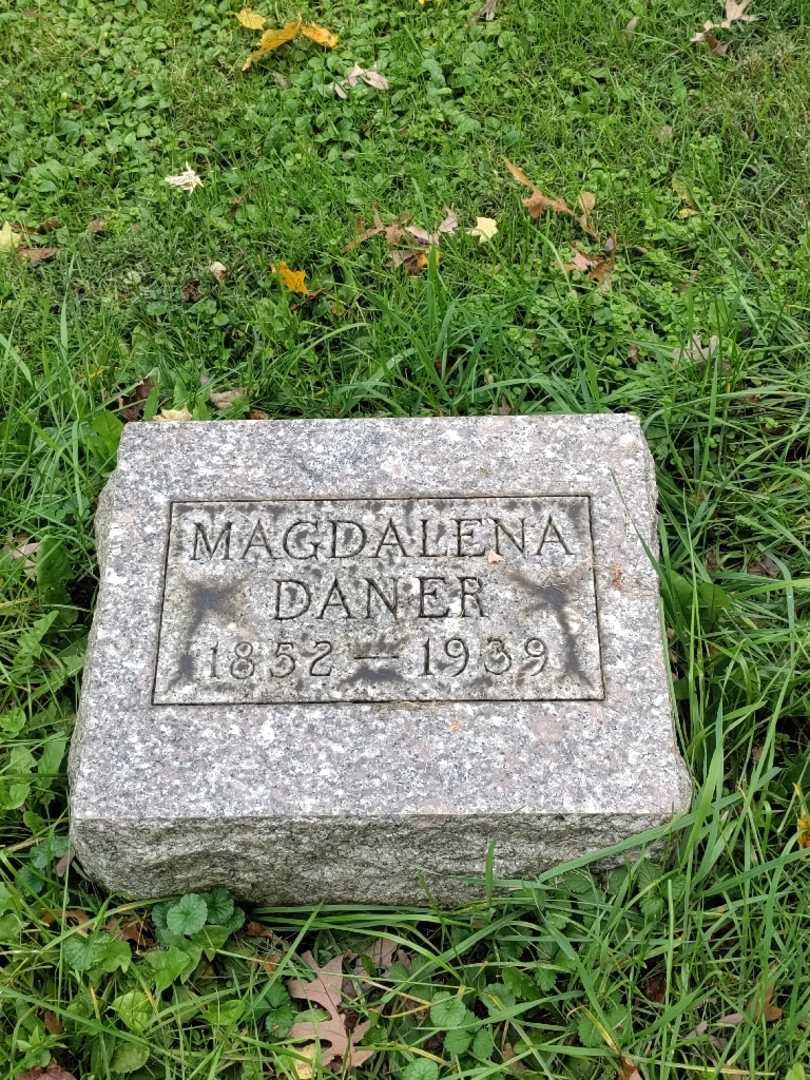 MAGDALENA
DANER
1852 — 1939